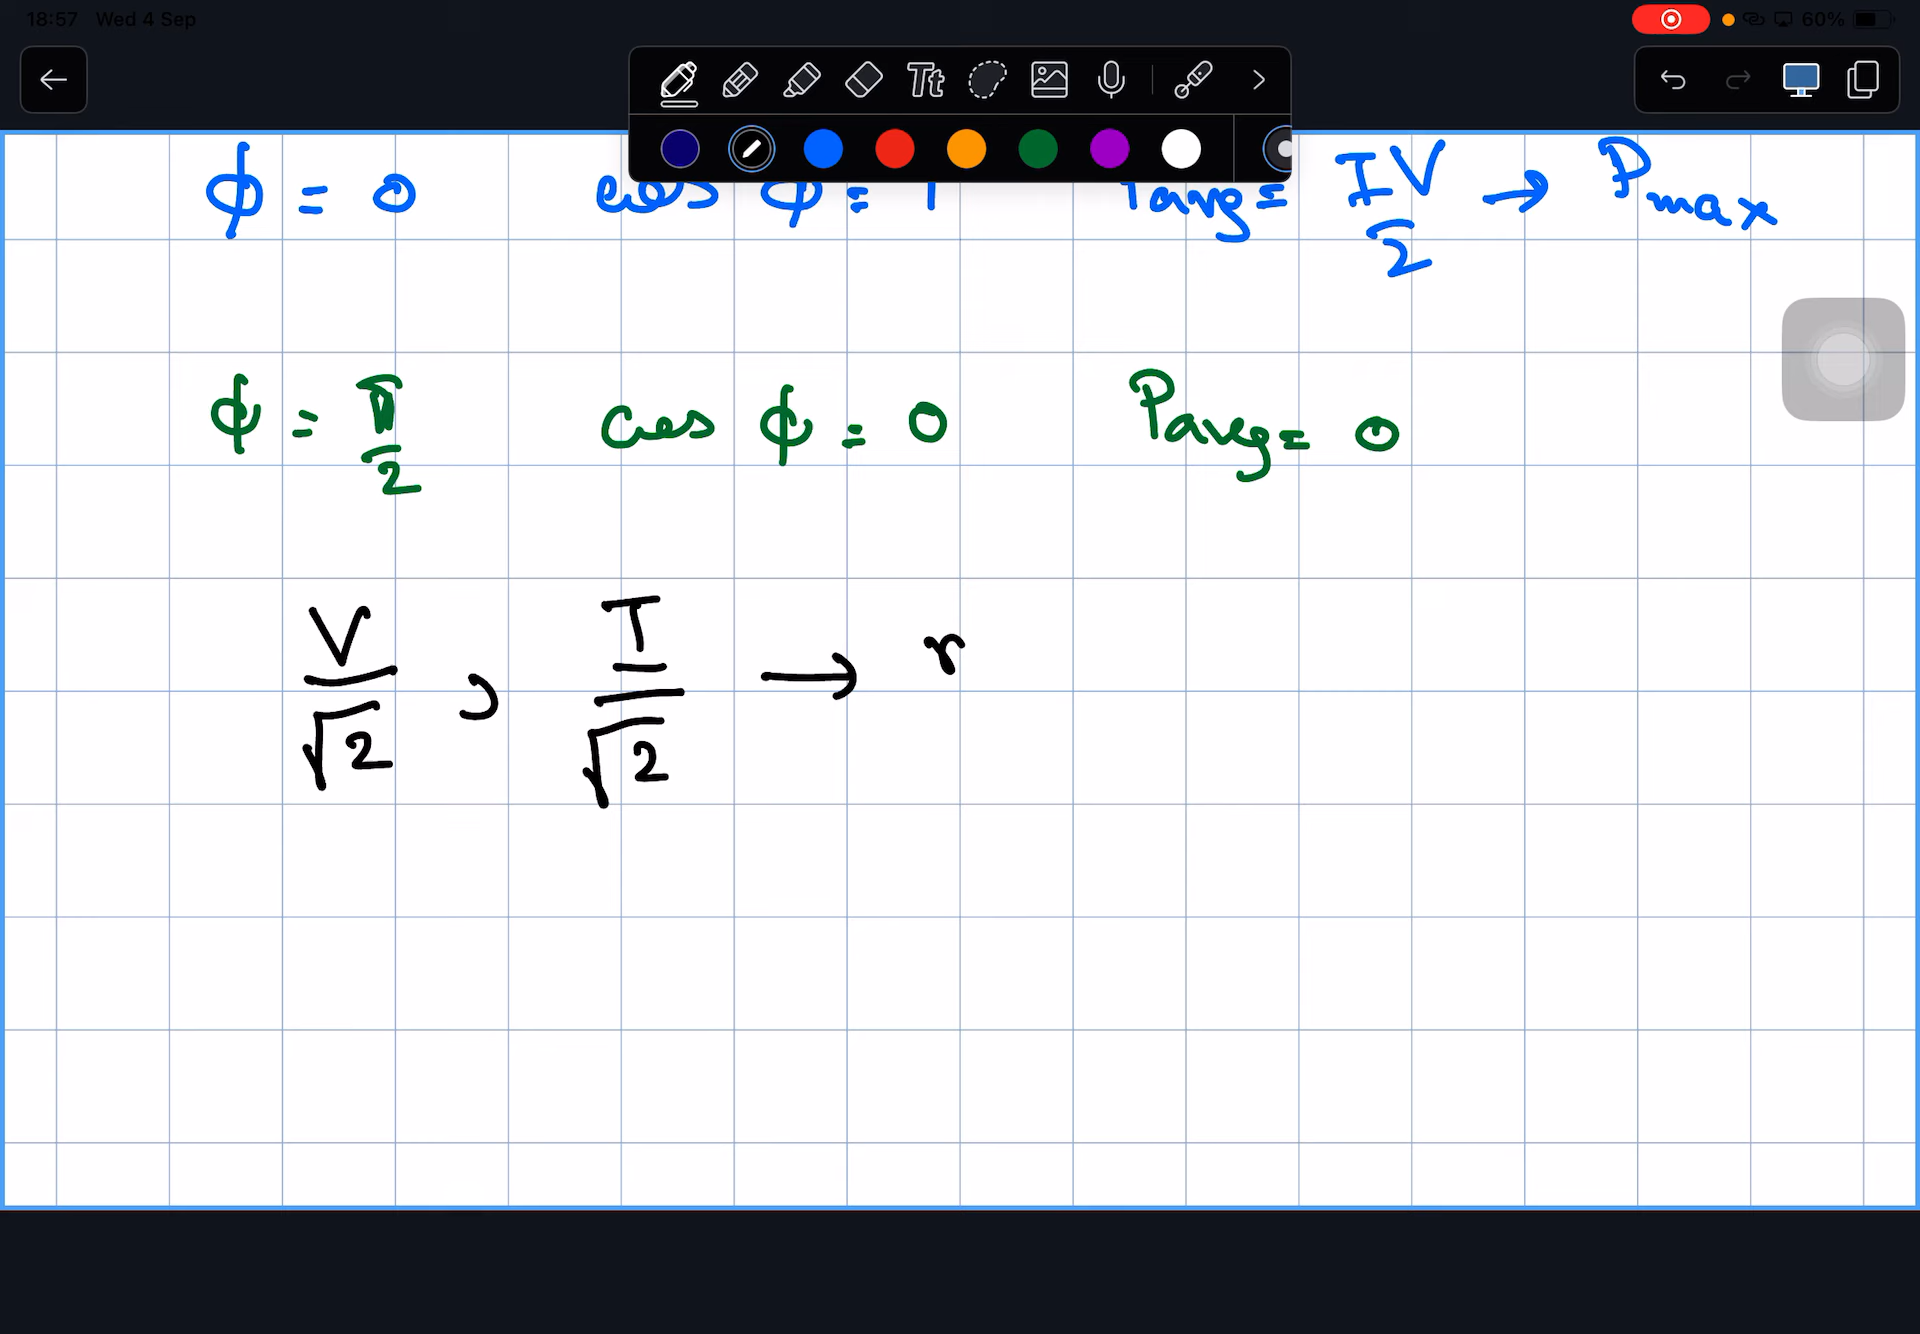 18:57 Wed 4 Sep 60%
Tt
ϕ = 0 cos ϕ = 1 Pavg = IV/2 → Pmax
ϕ = π/2 cos ϕ = 0 Pavg = 0
V/√2 , I/√2 → r